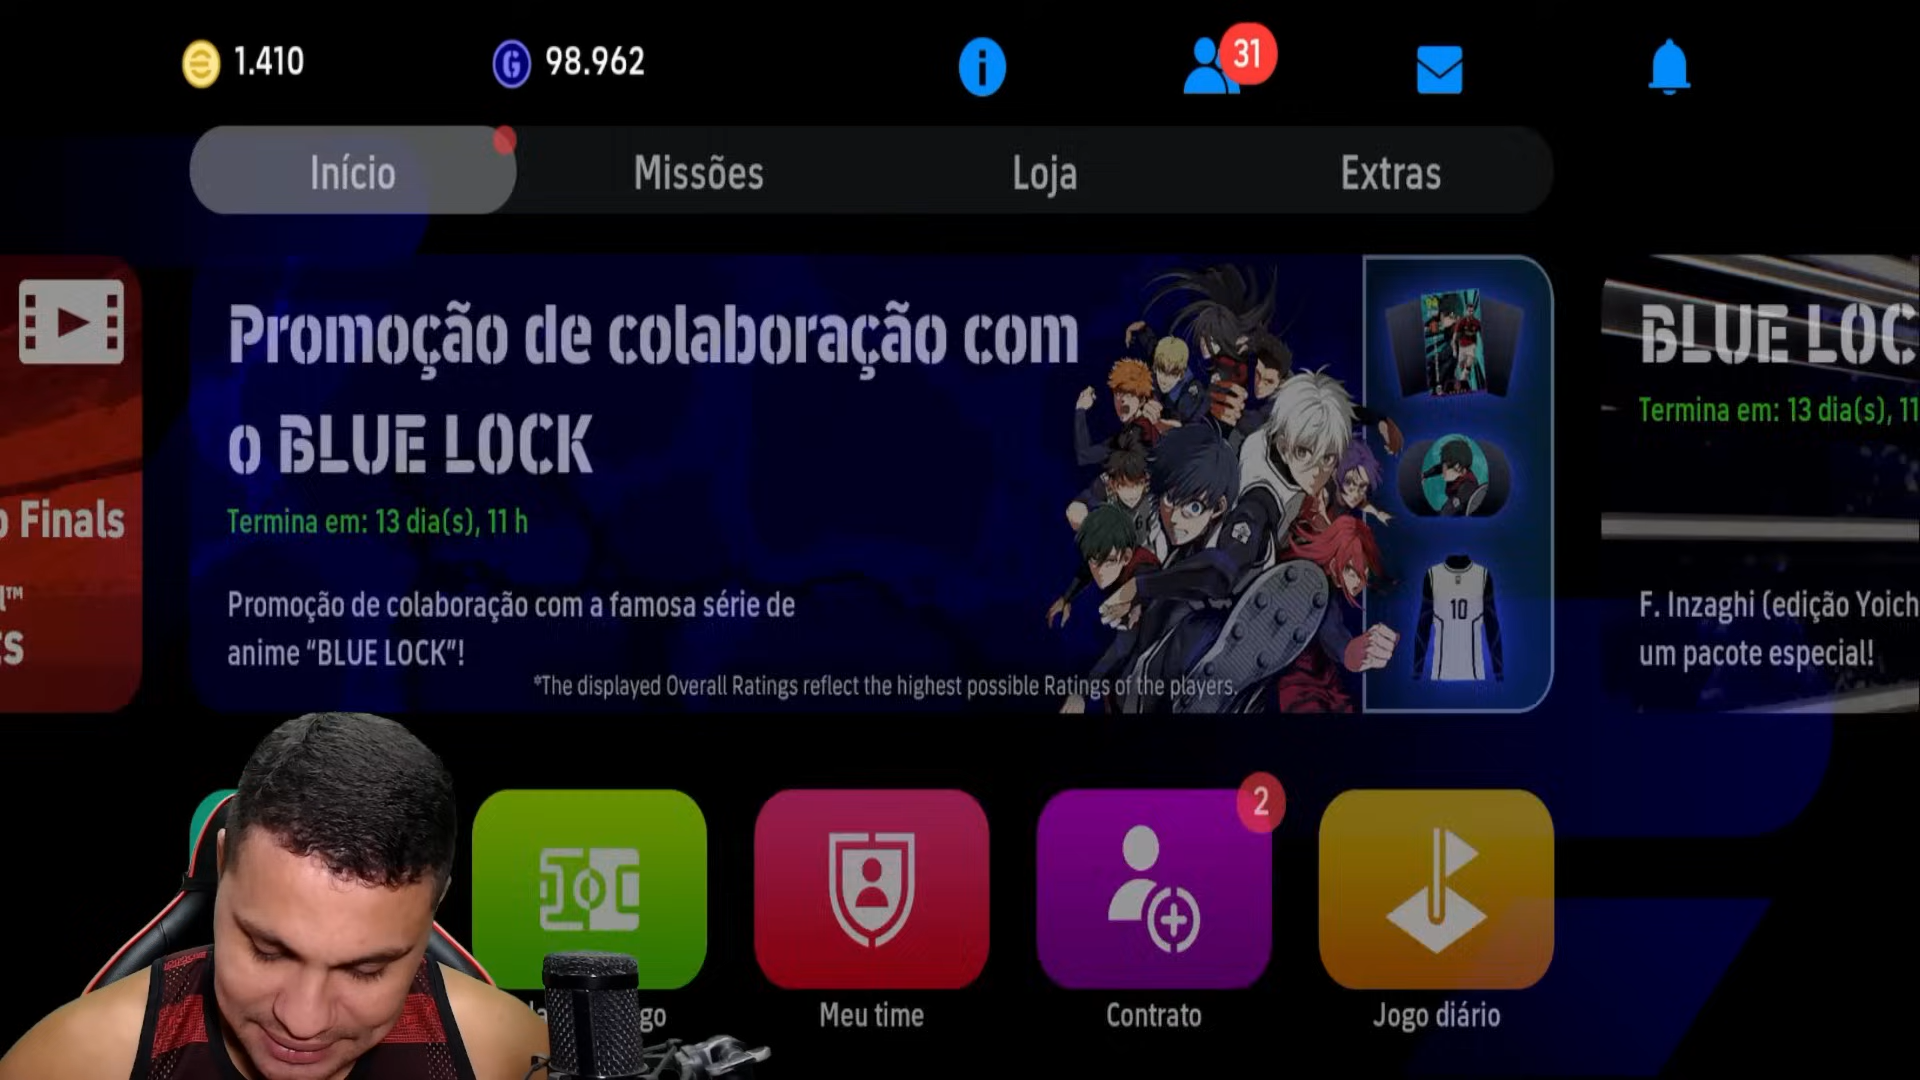 1.410
98.962
31
Início
Missões
Loja
Extras
Promoção de colaboração com
o BLUE LOCK
Termina em: 13 dia(s), 11 h
Promoção de colaboração com a famosa série de
anime “BLUE LOCK”!
*The displayed Overall Ratings reflect the highest possible Ratings of the players.
10
Finals
BLUE LOC
Termina em: 13 dia(s), 11
F. Inzaghi (edição Yoich
um pacote especial!
2
go
Meu time
Contrato
Jogo diário